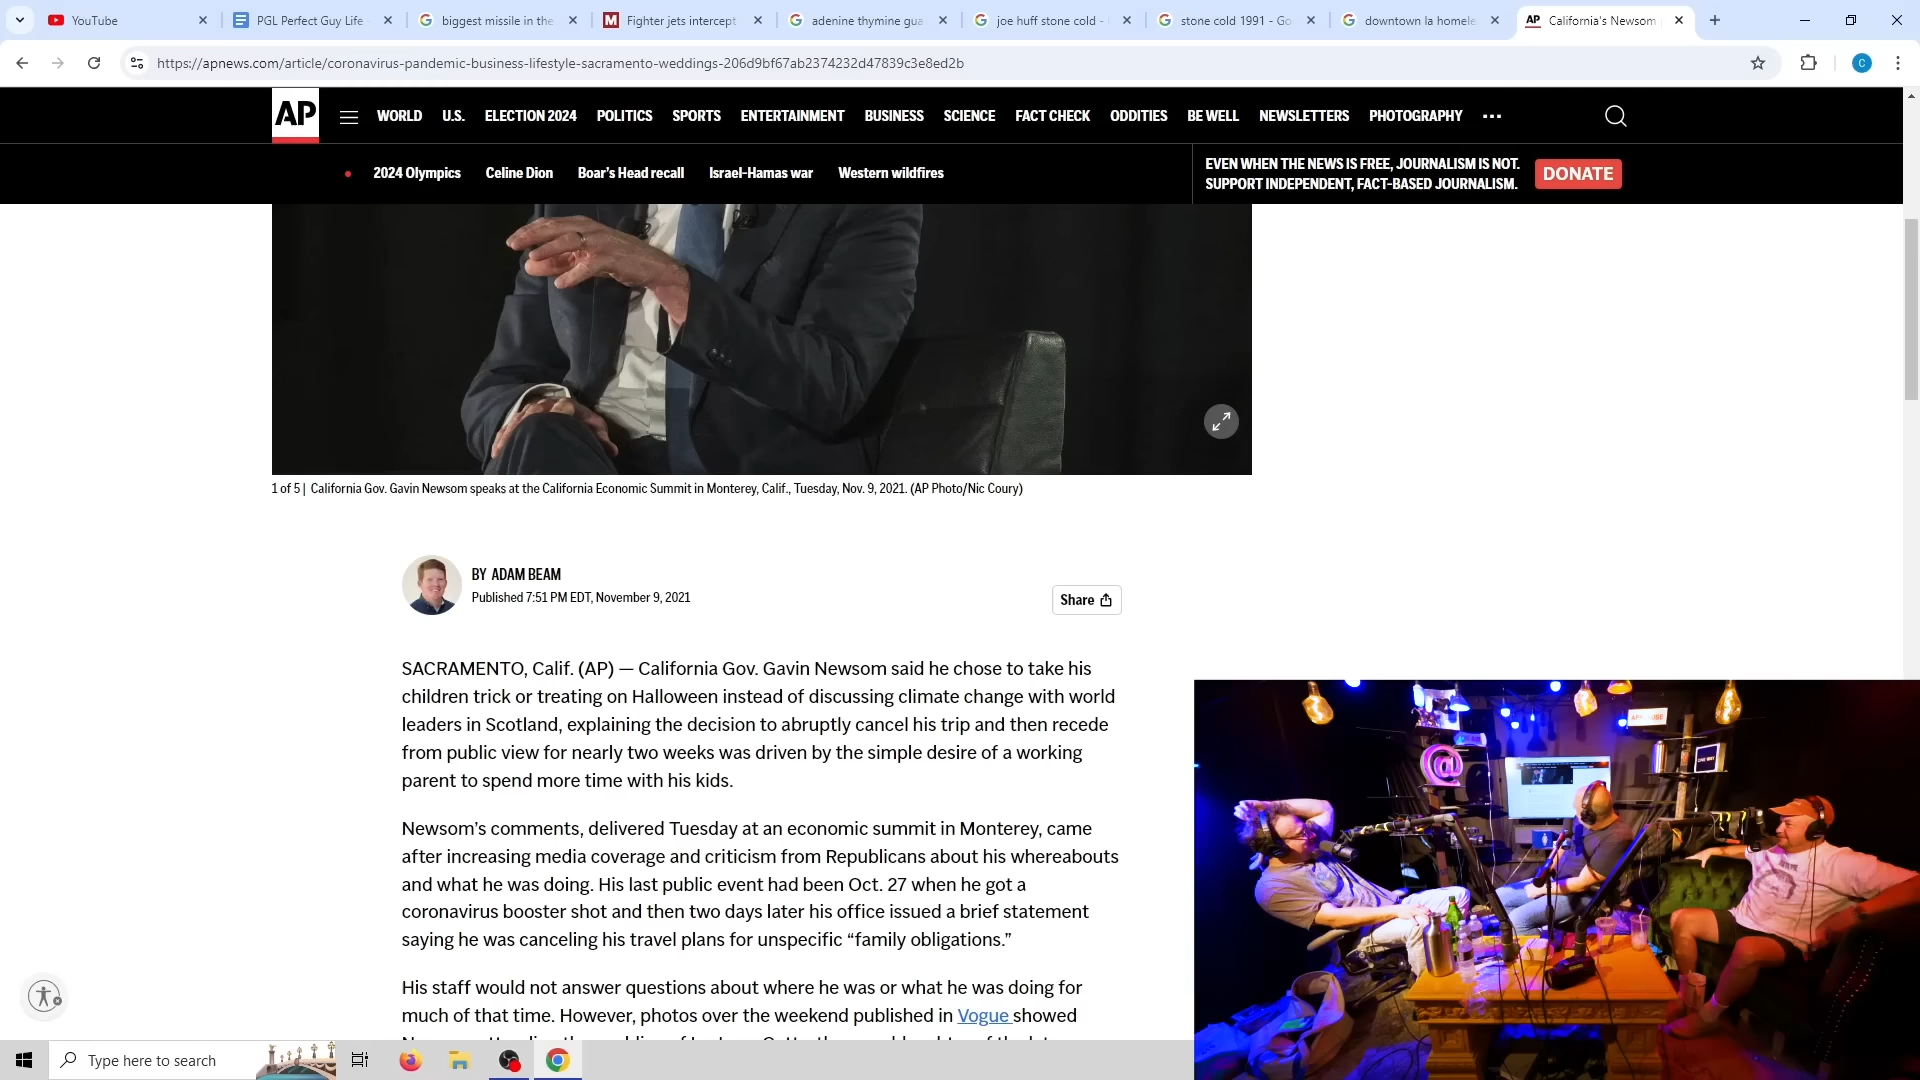 YouTube
PGL Perfect Guy Life
biggest missile in the
Fighter jets intercept
adenine thymine gua
joe huff stone cold -
stone cold 1991 - Go
downtown la homele
AP California's Newsom
https://apnews.com/article/coronavirus-pandemic-business-lifestyle-sacramento-weddings-206d9bf67ab2374232d47839c3e8ed2b
C
AP
WORLD U.S. ELECTION 2024 POLITICS SPORTS ENTERTAINMENT BUSINESS SCIENCE FACT CHECK ODDITIES BE WELL NEWSLETTERS PHOTOGRAPHY
2024 Olympics Celine Dion Boar's Head recall Israel-Hamas war Western wildfires
EVEN WHEN THE NEWS IS FREE, JOURNALISM IS NOT.
SUPPORT INDEPENDENT, FACT-BASED JOURNALISM.
DONATE
1 of 5 | California Gov. Gavin Newsom speaks at the California Economic Summit in Monterey, Calif., Tuesday, Nov. 9, 2021. (AP Photo/Nic Coury)
BY ADAM BEAM
Published 7:51 PM EDT, November 9, 2021
Share
SACRAMENTO, Calif. (AP) — California Gov. Gavin Newsom said he chose to take his
children trick or treating on Halloween instead of discussing climate change with world
leaders in Scotland, explaining the decision to abruptly cancel his trip and then recede
from public view for nearly two weeks was driven by the simple desire of a working
parent to spend more time with his kids.
Newsom's comments, delivered Tuesday at an economic summit in Monterey, came
after increasing media coverage and criticism from Republicans about his whereabouts
and what he was doing. His last public event had been Oct. 27 when he got a
coronavirus booster shot and then two days later his office issued a brief statement
saying he was canceling his travel plans for unspecific “family obligations.”
His staff would not answer questions about where he was or what he was doing for
much of that time. However, photos over the weekend published in Vogue showed
APPLAUSE
ONE WAY
@
Type here to search